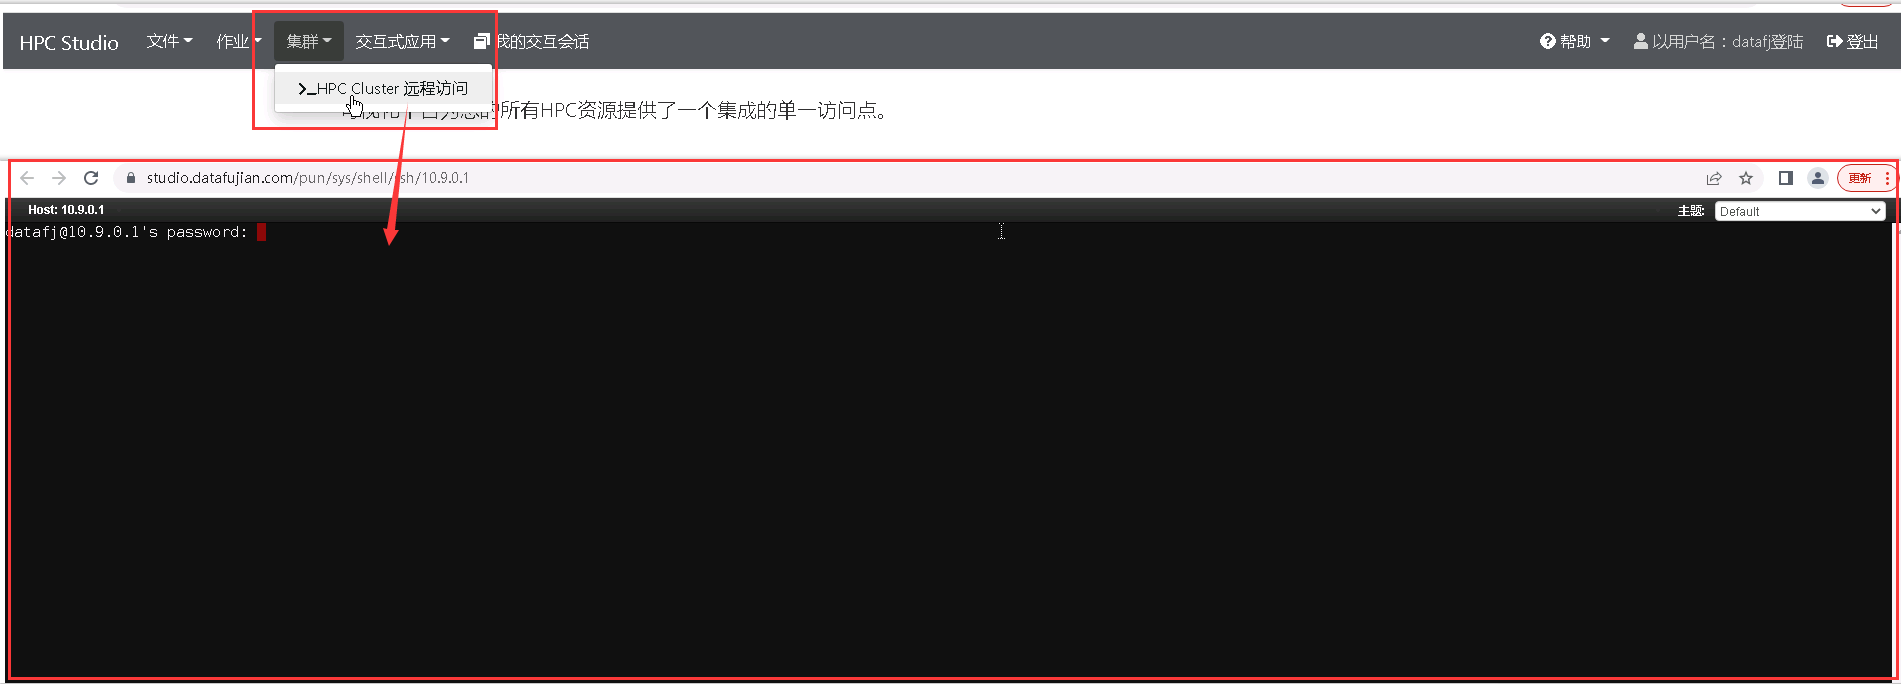 HPC Studio 文件 作业 集群 交互式应用 我的交互会话 帮助 以用户名：datafj登陆 登出
>_HPC Cluster 远程访问
的所有HPC资源提供了一个集成的单一访问点。
studio.datafujian.com/pun/sys/shell/ssh/10.9.0.1 更新
Host: 10.9.0.1 主题: Default
datafj@10.9.0.1's password: